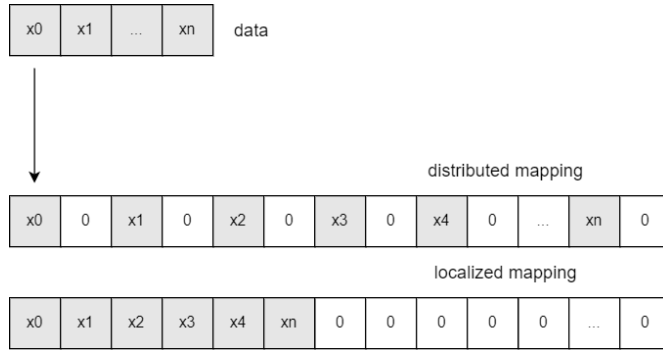 x0 x1 ... xn data
distributed mapping
x0 0 x1 0 x2 0 x3 0 x4 0 ... xn 0
localized mapping
x0 x1 x2 x3 x4 xn 0 0 0 0 0 ... 0